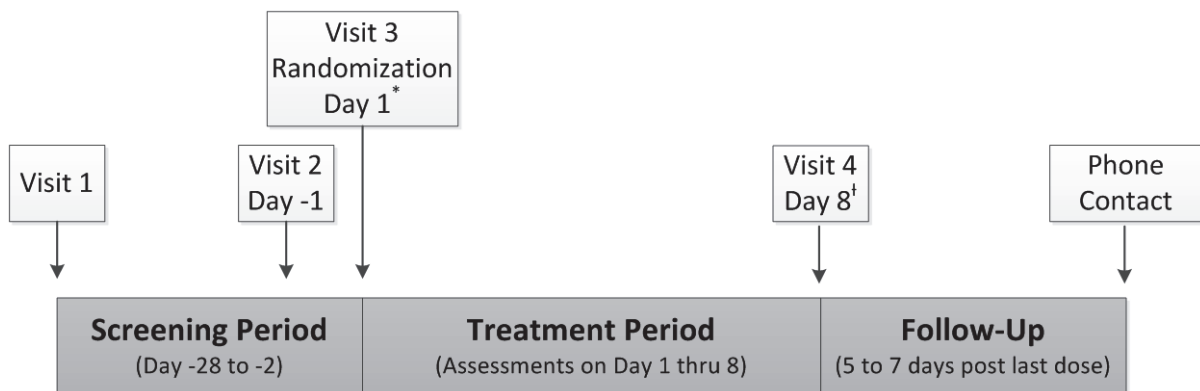 Visit 3
Randomization
Day 1*
Visit 1
Visit 2
Day -1
Visit 4
Day 8ƚ
Phone
Contact
Screening Period
(Day -28 to -2)
Treatment Period
(Assessments on Day 1 thru 8)
Follow-Up
(5 to 7 days post last dose)